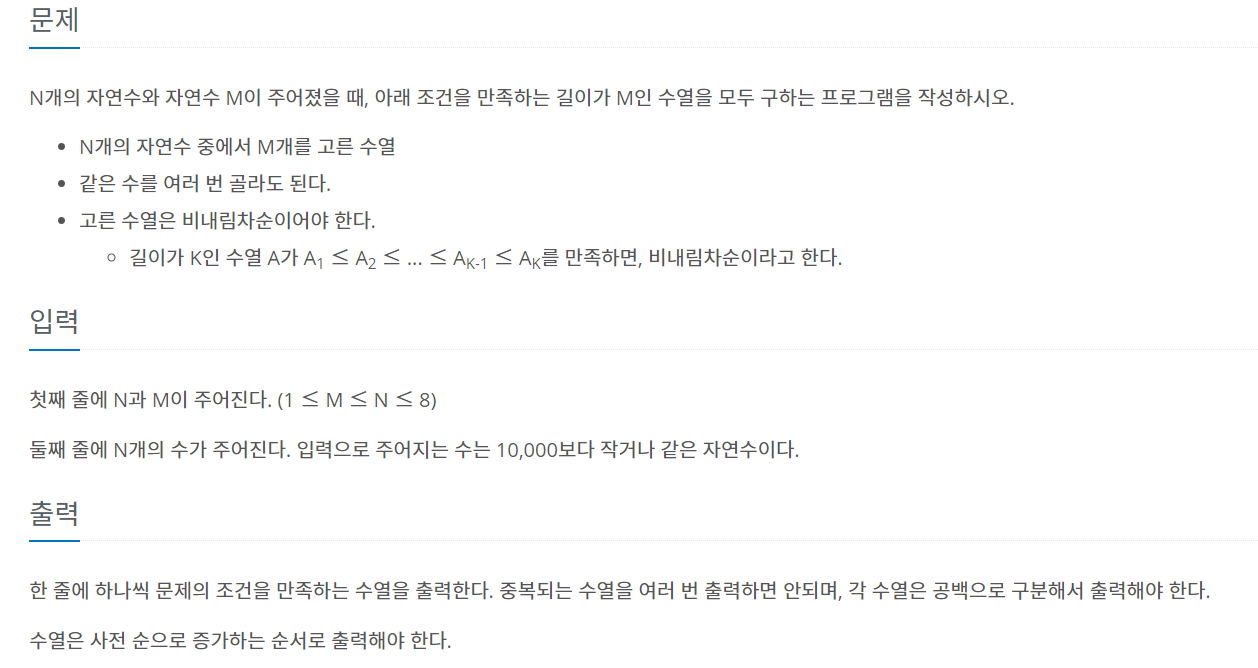 문제
N개의 자연수와 자연수 M이 주어졌을 때, 아래 조건을 만족하는 길이가 M인 수열을 모두 구하는 프로그램을 작성하시오.
• N개의 자연수 중에서 M개를 고른 수열
• 같은 수를 여러 번 골라도 된다.
• 고른 수열은 비내림차순이어야 한다.
◦ 길이가 K인 수열 A가 A₁ ≤ A₂ ≤ ... ≤ A_K-1 ≤ A_K를 만족하면, 비내림차순이라고 한다.
입력
첫째 줄에 N과 M이 주어진다. (1 ≤ M ≤ N ≤ 8)
둘째 줄에 N개의 수가 주어진다. 입력으로 주어지는 수는 10,000보다 작거나 같은 자연수이다.
출력
한 줄에 하나씩 문제의 조건을 만족하는 수열을 출력한다. 중복되는 수열을 여러 번 출력하면 안되며, 각 수열은 공백으로 구분해서 출력해야 한다.
수열은 사전 순으로 증가하는 순서로 출력해야 한다.